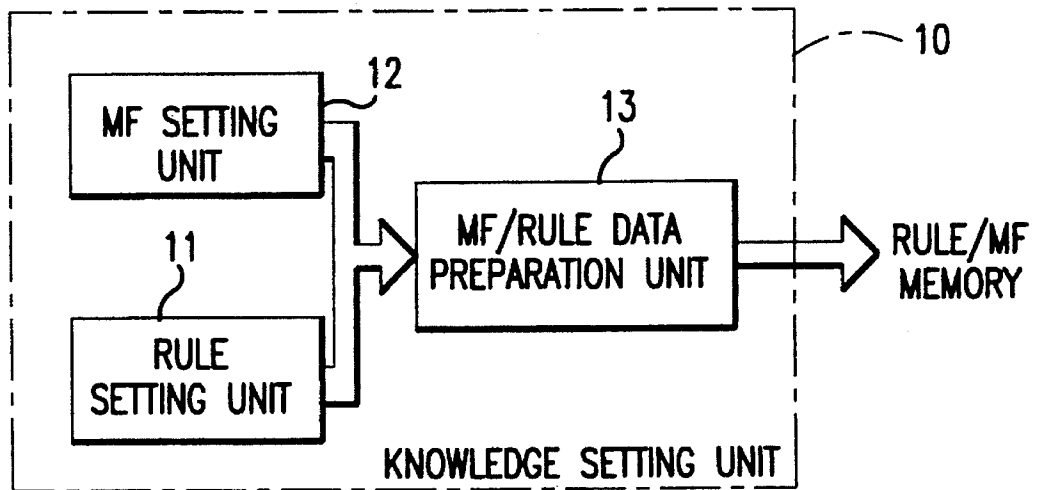 10
12
MF SETTING
UNIT
13
MF/RULE DATA
PREPARATION UNIT
RULE/MF
MEMORY
11
RULE
SETTING UNIT
KNOWLEDGE SETTING UNIT